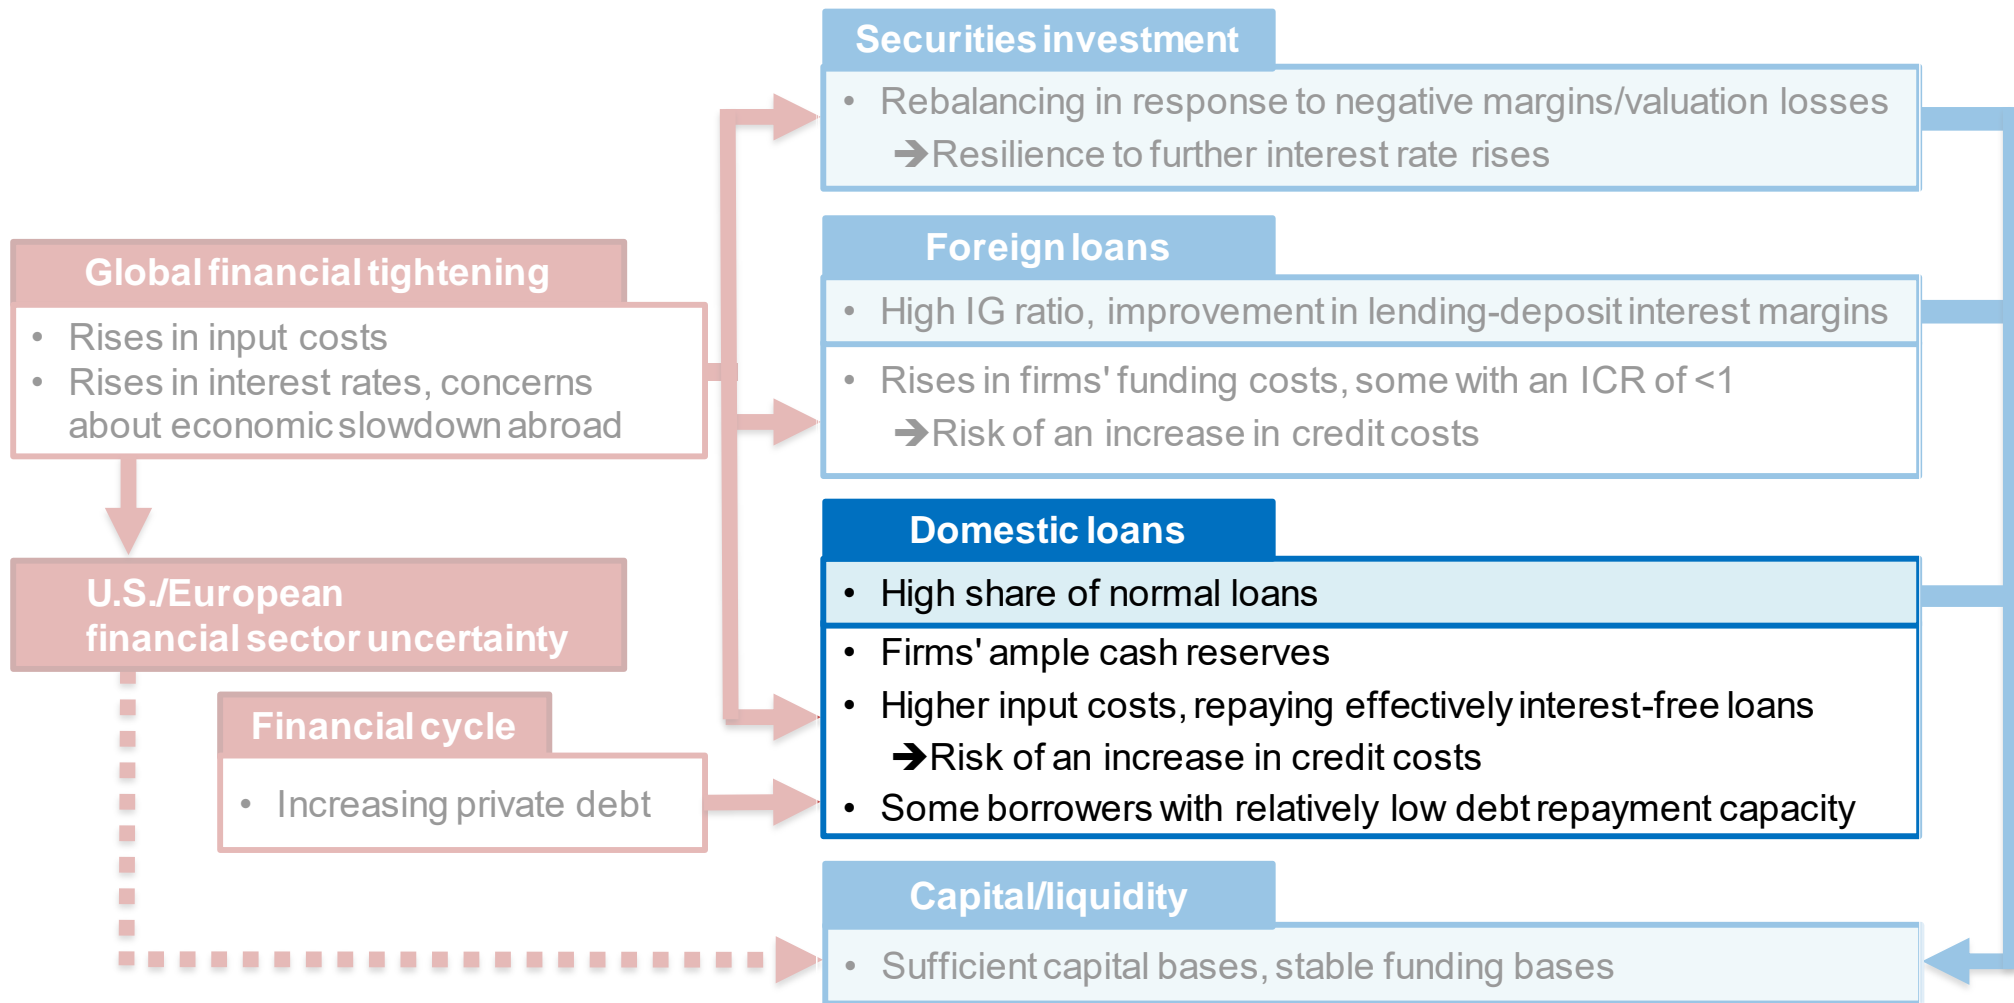 Securities investment
• Rebalancing in response to negative margins/valuation losses
➔Resilience to further interest rate rises
Foreign loans
• High IG ratio, improvement in lending-deposit interest margins
• Rises in firms' funding costs, some with an ICR of <1
➔Risk of an increase in credit costs
Global financial tightening
• Rises in input costs
• Rises in interest rates, concerns
about economic slowdown abroad
U.S./European
financial sector uncertainty
Financial cycle
• Increasing private debt
Domestic loans
• High share of normal loans
• Firms' ample cash reserves
• Higher input costs, repaying effectively interest-free loans
➔Risk of an increase in credit costs
• Some borrowers with relatively low debt repayment capacity
Capital/liquidity
• Sufficient capital bases, stable funding bases